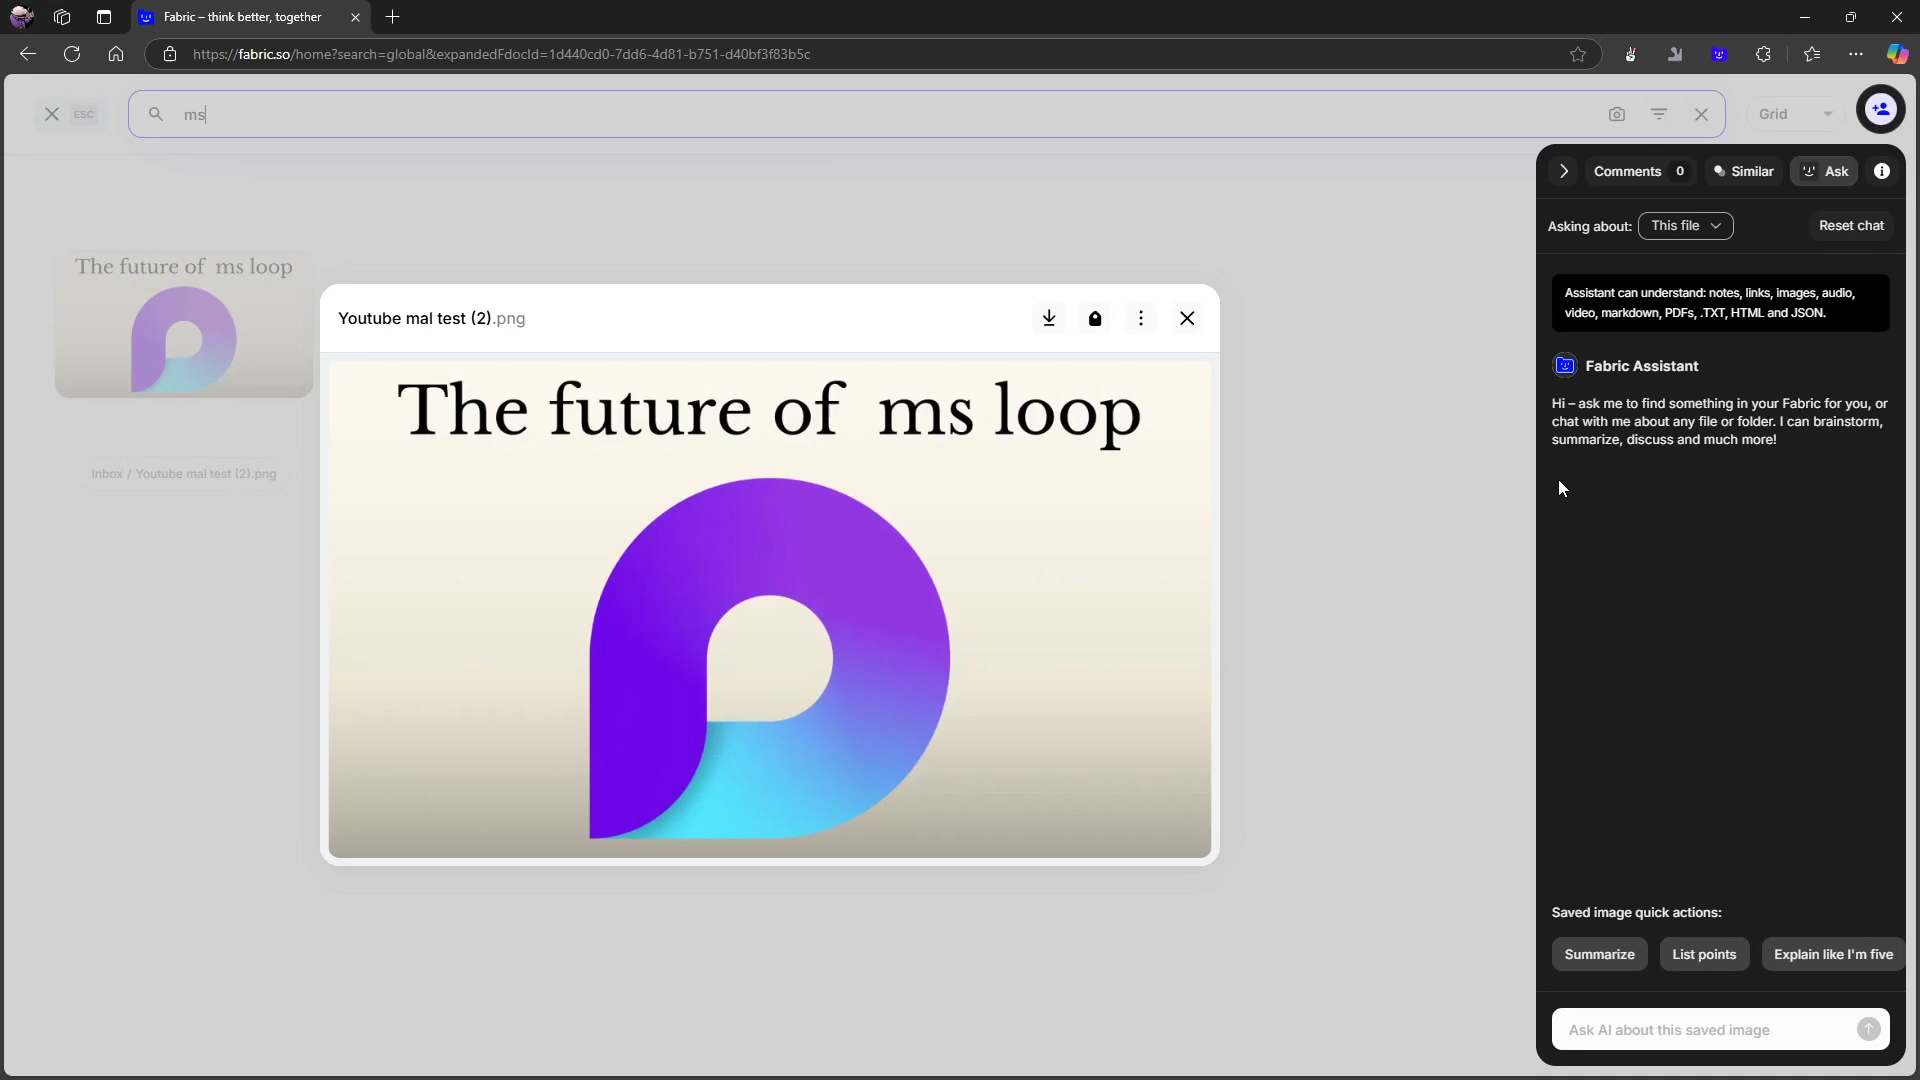 Fabric – think better, together
https://fabric.so/home?search=global&expandedFdocId=1d440cd0-7dd6-4d81-b751-d40bf3f83b5c
ESC
ms
Grid
Comments 0
Similar
Ask
Asking about:
This file
Reset chat
The future of ms loop
Inbox / Youtube mal test (2).png
Youtube mal test (2).png
The future of ms loop
Assistant can understand: notes, links, images, audio,
video, markdown, PDFs, .TXT, HTML and JSON.
Fabric Assistant
Hi – ask me to find something in your Fabric for you, or
chat with me about any file or folder. I can brainstorm,
summarize, discuss and much more!
Saved image quick actions:
Summarize
List points
Explain like I'm five
Ask AI about this saved image